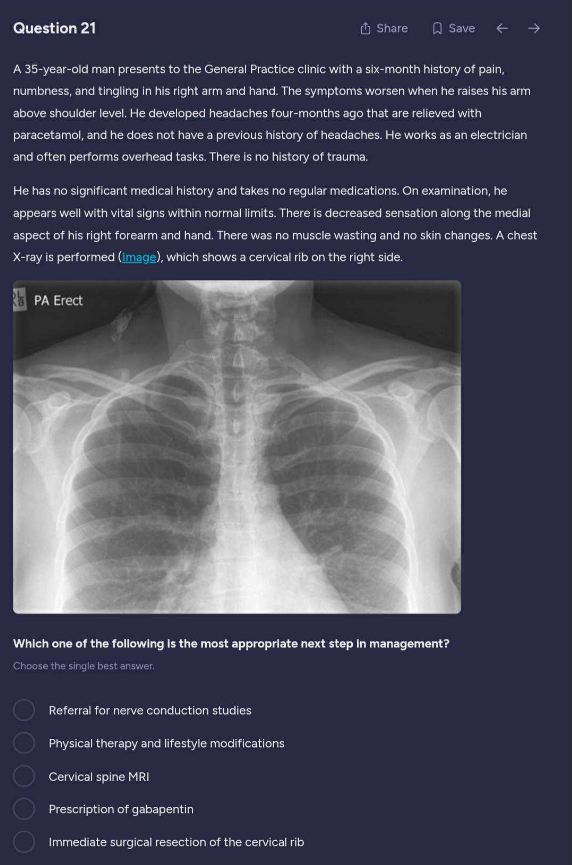 Question 21
Share
Save
A 35-year-old man presents to the General Practice clinic with a six-month history of pain,
numbness, and tingling in his right arm and hand. The symptoms worsen when he raises his arm
above shoulder level. He developed headaches four-months ago that are relieved with
paracetamol, and he does not have a previous history of headaches. He works as an electrician
and often performs overhead tasks. There is no history of trauma.
He has no significant medical history and takes no regular medications. On examination, he
appears well with vital signs within normal limits. There is decreased sensation along the medial
aspect of his right forearm and hand. There was no muscle wasting and no skin changes. A chest
X-ray is performed (Image), which shows a cervical rib on the right side.
PA Erect
Which one of the following is the most appropriate next step in management?
Choose the single best answer.
Referral for nerve conduction studies
Physical therapy and lifestyle modifications
Cervical spine MRI
Prescription of gabapentin
Immediate surgical resection of the cervical rib